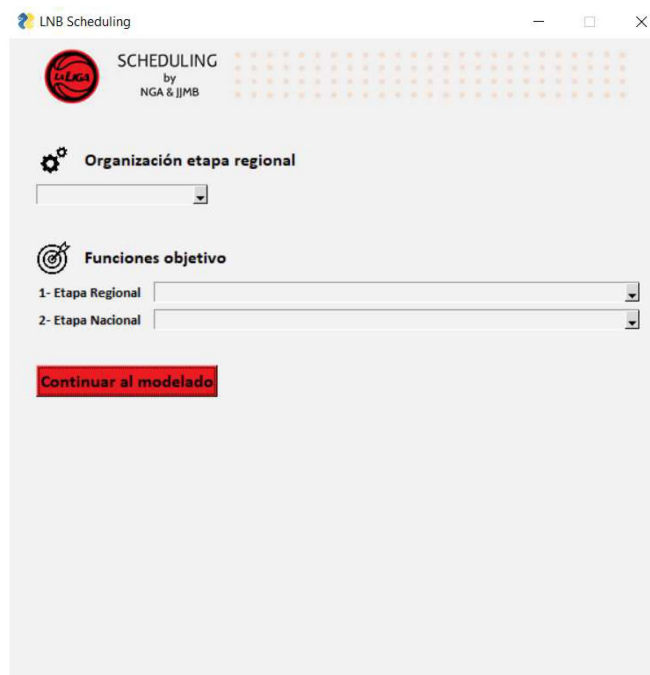 LNB Scheduling
LaLIGA
SCHEDULING
by
NGA & JJMB
Organización etapa regional
Funciones objetivo
1- Etapa Regional
2- Etapa Nacional
Continuar al modelado